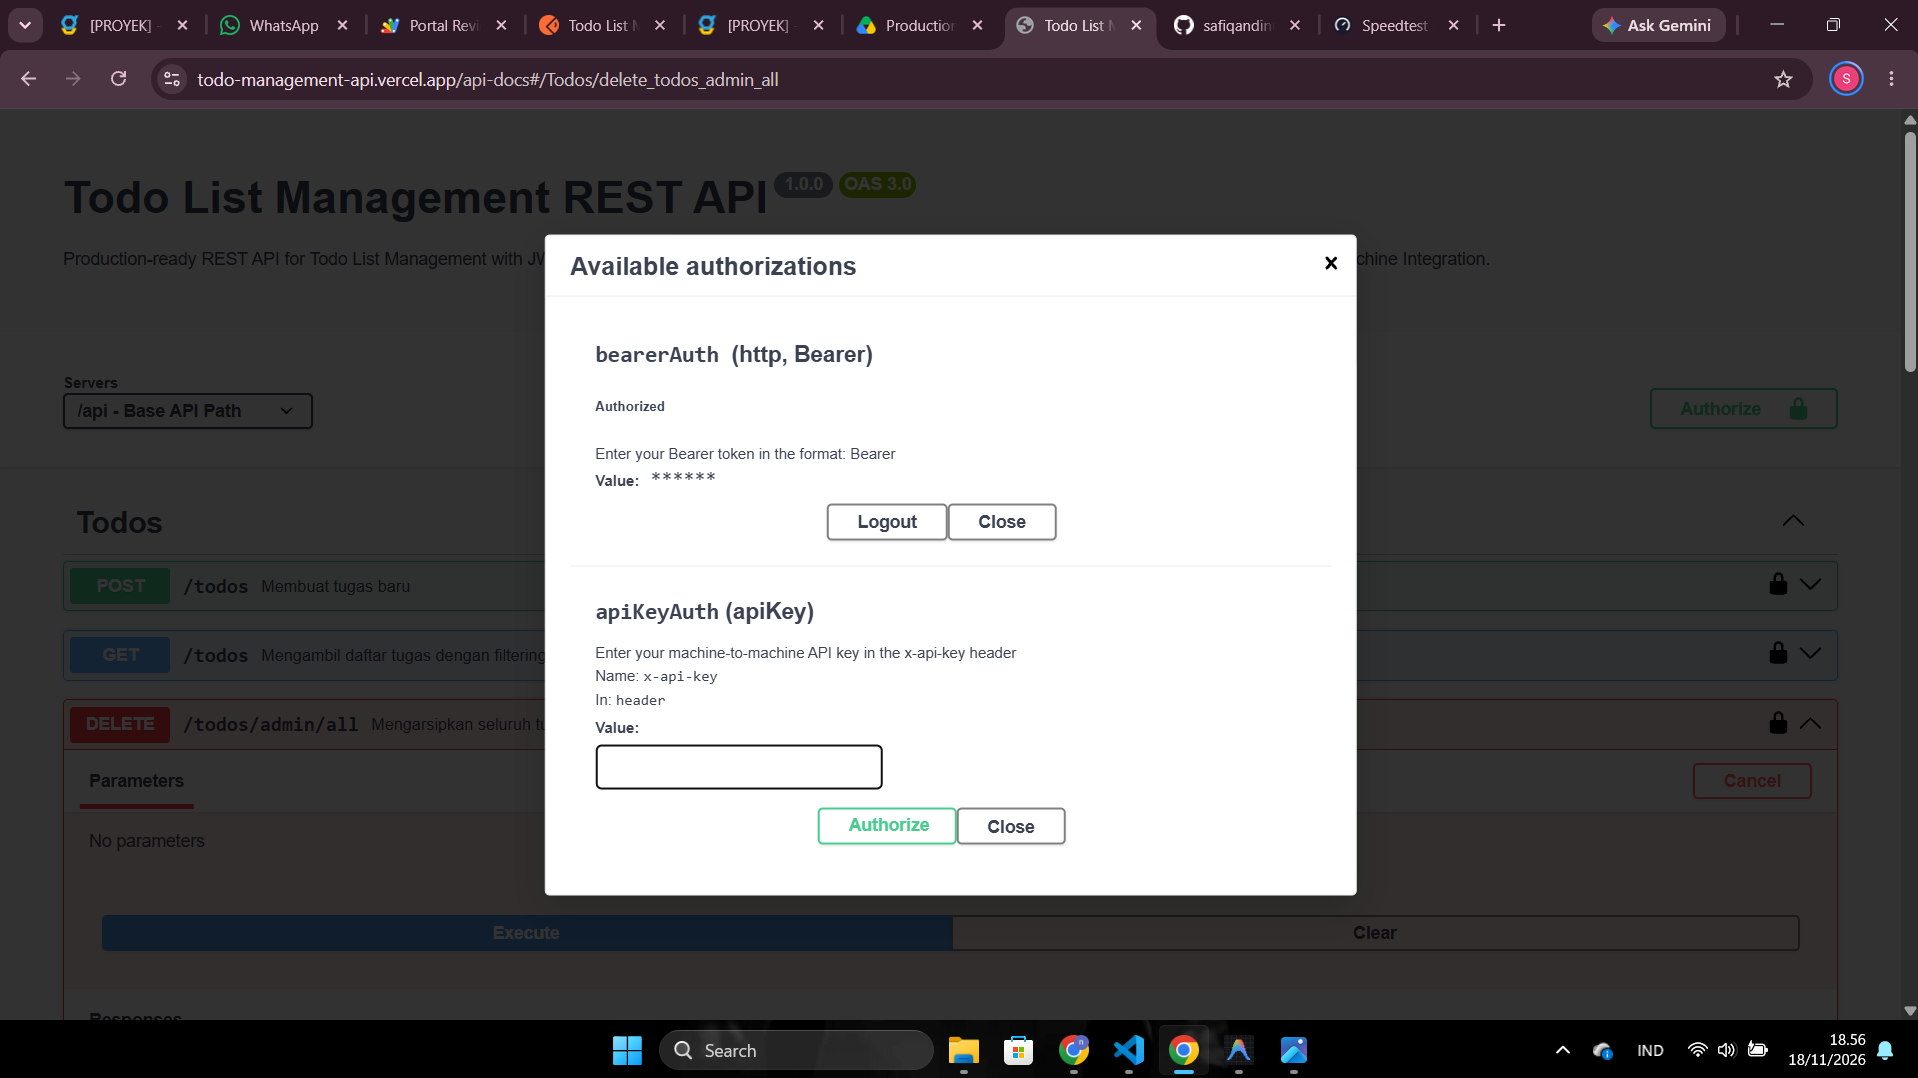 [PROYEK] -
WhatsApp
Portal Revi
Todo List M
[PROYEK] -
Production
Todo List M
safiqandin
Speedtest
Ask Gemini
todo-management-api.vercel.app/api-docs#/Todos/delete_todos_admin_all
S
Todo List Management REST API 1.0.0 OAS 3.0
Production-ready REST API for Todo List Management with JW
chine Integration.
Available authorizations
bearerAuth (http, Bearer)
Authorized
Enter your Bearer token in the format: Bearer
Value: ******
Logout
Close
apiKeyAuth (apiKey)
Enter your machine-to-machine API key in the x-api-key header
Name: x-api-key
In: header
Value:
Authorize
Close
Servers
/api - Base API Path
Authorize
Todos
POST /todos Membuat tugas baru
GET /todos Mengambil daftar tugas dengan filtering
DELETE /todos/admin/all Mengarsipkan seluruh tu
Parameters
Cancel
No parameters
Execute
Clear
Responses
Search
IND
18.56
18/11/2026